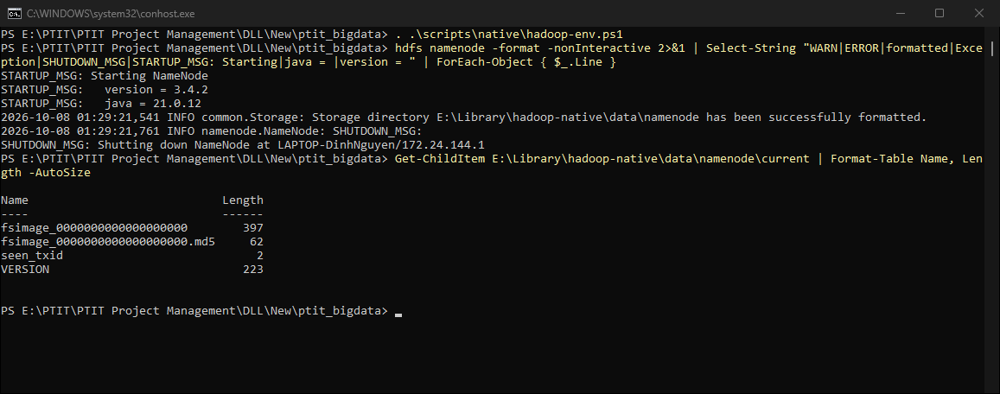 C:\WINDOWS\system32\conhost.exe
PS E:\PTIT\PTIT Project Management\DLL\New\ptit_bigdata> . .\scripts\native\hadoop-env.ps1
PS E:\PTIT\PTIT Project Management\DLL\New\ptit_bigdata> hdfs namenode -format -nonInteractive 2>&1 | Select-String "WARN|ERROR|formatted|Exce
ption|SHUTDOWN_MSG|STARTUP_MSG: Starting|java = |version = " | ForEach-Object { $_.Line }
STARTUP_MSG: Starting NameNode
STARTUP_MSG:   version = 3.4.2
STARTUP_MSG:   java = 21.0.12
2026-10-08 01:29:21,541 INFO common.Storage: Storage directory E:\Library\hadoop-native\data\namenode has been successfully formatted.
2026-10-08 01:29:21,761 INFO namenode.NameNode: SHUTDOWN_MSG:
SHUTDOWN_MSG: Shutting down NameNode at LAPTOP-DinhNguyen/172.24.144.1
PS E:\PTIT\PTIT Project Management\DLL\New\ptit_bigdata> Get-ChildItem E:\Library\hadoop-native\data\namenode\current | Format-Table Name, Len
gth -AutoSize
Name                            Length
----                            ------
fsimage_0000000000000000000        397
fsimage_0000000000000000000.md5     62
seen_txid                            2
VERSION                            223
PS E:\PTIT\PTIT Project Management\DLL\New\ptit_bigdata>